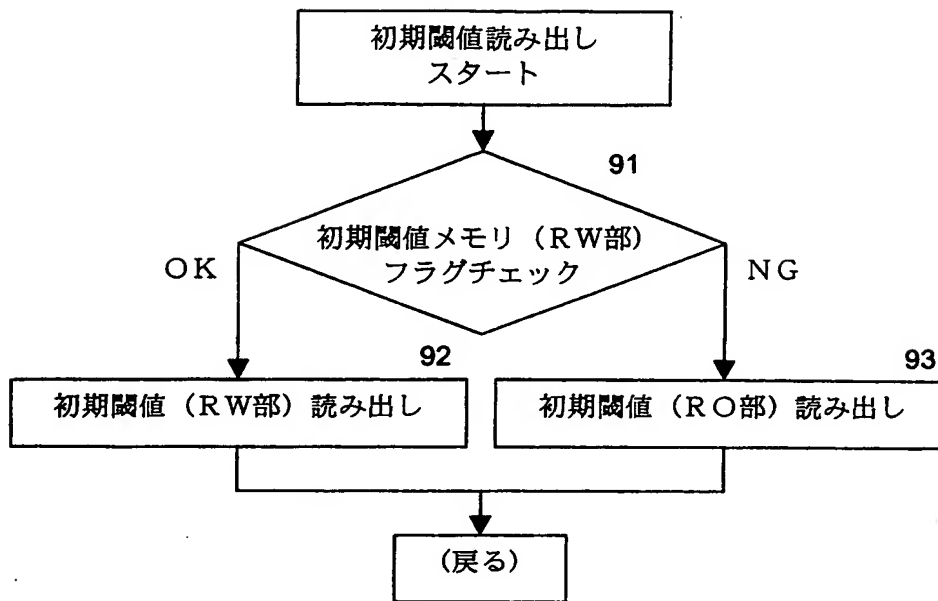 初期閾値読み出し
スタート
91
初期閾値メモリ（ＲＷ部）
フラグチェック
ＯＫ
ＮＧ
92
93
初期閾値（ＲＷ部）読み出し
初期閾値（ＲＯ部）読み出し
(戻る)